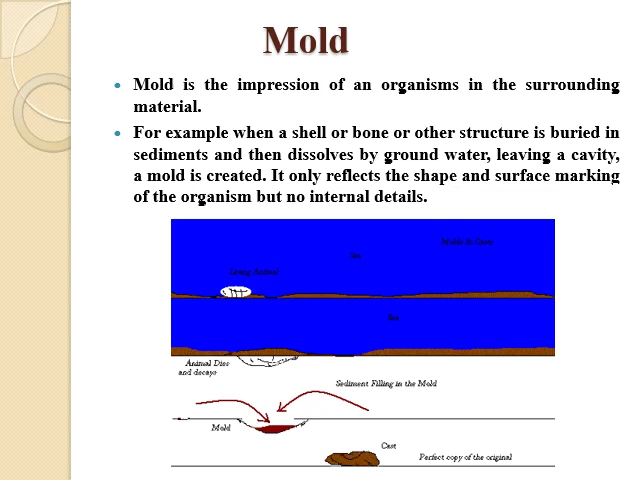 Mold
Mold is the impression of an organisms in the surrounding
material.
For example when a shell or bone or other structure is buried in
sediments and then dissolves by ground water, leaving a cavity,
a mold is created. It only reflects the shape and surface marking
of the organism but no internal details.
Molds & Casts
Sea
Living Animal
Sea
Animal Dies
and decays
Sediment Filling in the Mold
Mold
Cast
Perfect copy of the original